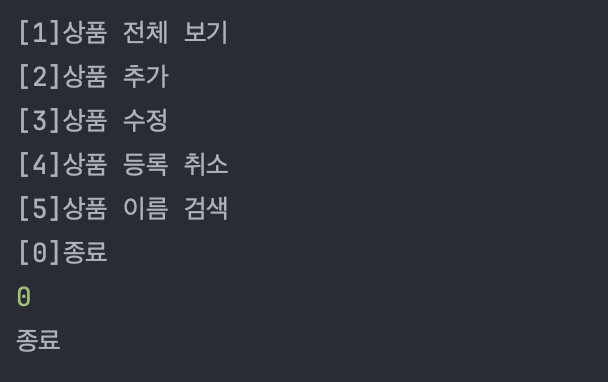 [1]상품 전체 보기
[2]상품 추가
[3]상품 수정
[4]상품 등록 취소
[5]상품 이름 검색
[0]종료
0
종료